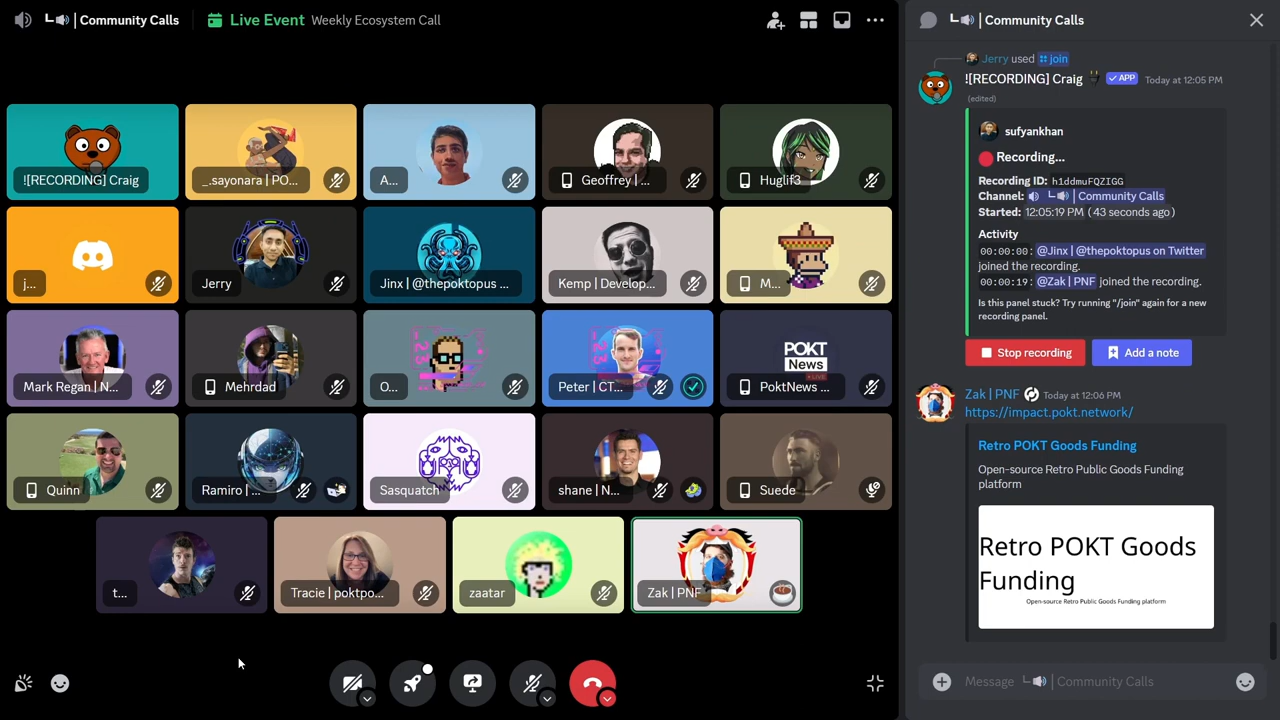 ┗🔊 | Community Calls
Live Event Weekly Ecosystem Call
![RECORDING] Craig
_.sayonara | PO...
A...
Geoffrey | ...
Huglif3
j...
Jerry
Jinx | @thepoktopus ...
Kemp | Develop...
M...
Mark Regan | N...
Mehrdad
O...
Peter | CT...
POKT
News
LIVE
PoktNews ...
Quinn
Ramiro | ...
Sasquatch
shane | N...
Suede
t...
Tracie | poktpo...
zaatar
Zak | PNF
┗🔊 | Community Calls
Jerry used join
![RECORDING] Craig APP Today at 12:05 PM
(edited)
sufyankhan
Recording...
Recording ID: h1ddmuFQZIGG
Channel: ┗🔊 | Community Calls
Started: 12:05:19 PM (43 seconds ago)
Activity
00:00:00: @Jinx | @thepoktopus on Twitter
joined the recording.
00:00:19: @Zak | PNF joined the recording.
Is this panel stuck? Try running "/join" again for a new
recording panel.
Stop recording Add a note
Zak | PNF Today at 12:06 PM
https://impact.pokt.network/
Retro POKT Goods Funding
Open-source Retro Public Goods Funding
platform
Retro POKT Goods
Funding
Open-source Retro Public Goods Funding platform
Message ┗🔊 | Community Calls